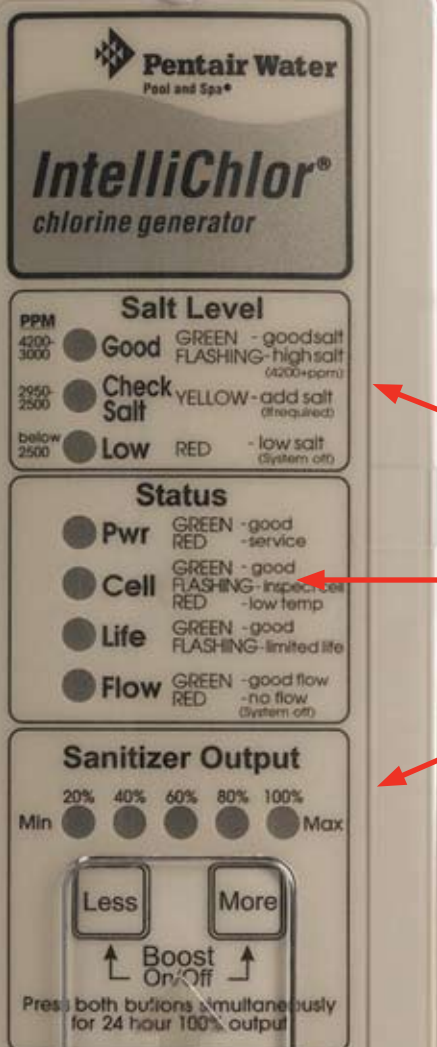 Pentair Water
Pool and Spa®
IntelliChlor®
chlorine generator
Salt Level
PPM
4200-3000 Good GREEN - good salt
FLASHING - high salt
(4200+ppm)
2950-2500 Check Salt YELLOW - add salt
(If required)
below 2500 Low RED - low salt
(System off)
Status
Pwr GREEN - good
RED - service
Cell GREEN - good
FLASHING - inspect cell
RED - low temp
Life GREEN - good
FLASHING - limited life
Flow GREEN - good flow
RED - no flow
(System off)
Sanitizer Output
20% 40% 60% 80% 100%
Min Max
Less More
Boost
On/Off
Press both buttons simultaneously
for 24 hour 100% output